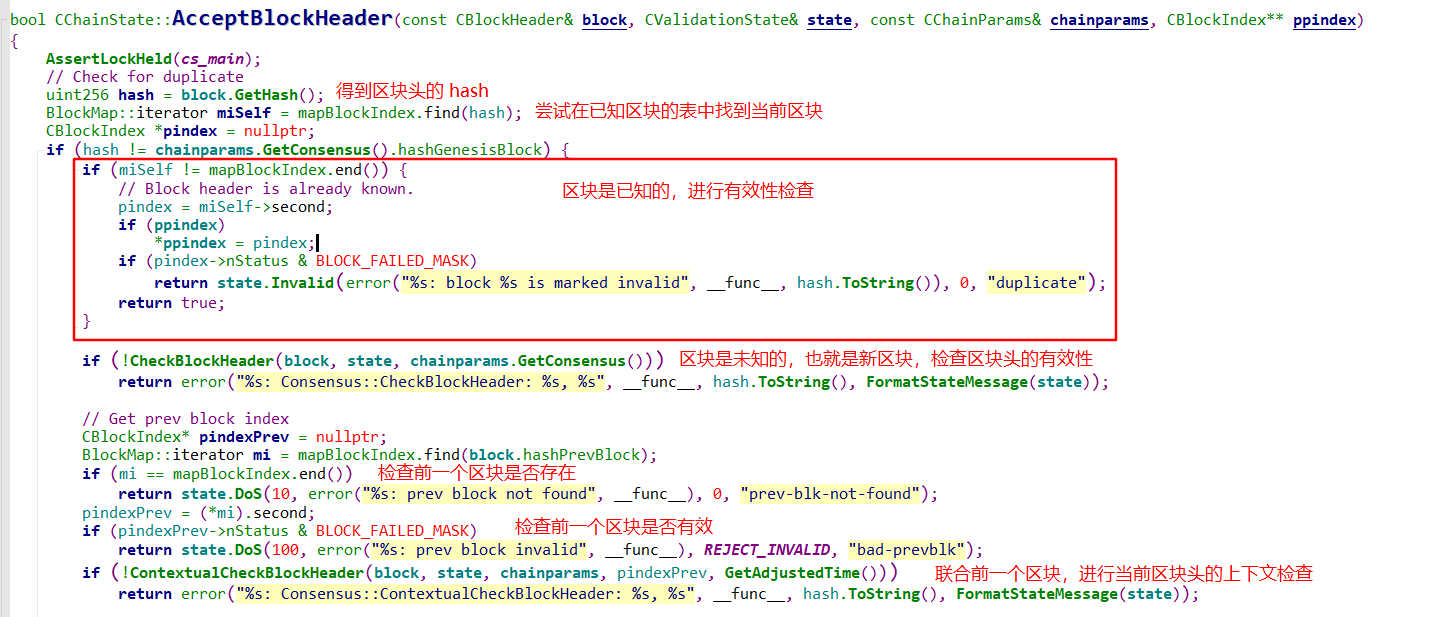 bool CChainState::AcceptBlockHeader(const CBlockHeader& block, CValidationState& state, const CChainParams& chainparams, CBlockIndex** ppindex)
{
AssertLockHeld(cs_main);
// Check for duplicate
uint256 hash = block.GetHash(); 得到区块头的 hash
BlockMap::iterator miSelf = mapBlockIndex.find(hash); 尝试在已知区块的表中找到当前区块
CBlockIndex *pindex = nullptr;
if (hash != chainparams.GetConsensus().hashGenesisBlock) {
if (miSelf != mapBlockIndex.end()) {
// Block header is already known. 区块是已知的，进行有效性检查
pindex = miSelf->second;
if (ppindex)
*ppindex = pindex;
if (pindex->nStatus & BLOCK_FAILED_MASK)
return state.Invalid(error("%s: block %s is marked invalid", __func__, hash.ToString()), 0, "duplicate");
return true;
}
if (!CheckBlockHeader(block, state, chainparams.GetConsensus())) 区块是未知的，也就是新区块，检查区块头的有效性
return error("%s: Consensus::CheckBlockHeader: %s, %s", __func__, hash.ToString(), FormatStateMessage(state));
// Get prev block index
CBlockIndex* pindexPrev = nullptr;
BlockMap::iterator mi = mapBlockIndex.find(block.hashPrevBlock);
if (mi == mapBlockIndex.end()) 检查前一个区块是否存在
return state.DoS(10, error("%s: prev block not found", __func__), 0, "prev-blk-not-found");
pindexPrev = (*mi).second;
if (pindexPrev->nStatus & BLOCK_FAILED_MASK) 检查前一个区块是否有效
return state.DoS(100, error("%s: prev block invalid", __func__), REJECT_INVALID, "bad-prevblk");
if (!ContextualCheckBlockHeader(block, state, chainparams, pindexPrev, GetAdjustedTime())) 联合前一个区块，进行当前区块头的上下文检查
return error("%s: Consensus::ContextualCheckBlockHeader: %s, %s", __func__, hash.ToString(), FormatStateMessage(state));